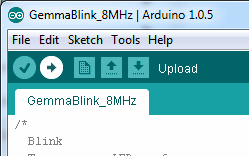 GemmaBlink_8MHz | Arduino 1.0.5
File Edit Sketch Tools Help
Upload
GemmaBlink_8MHz
/*
Blink